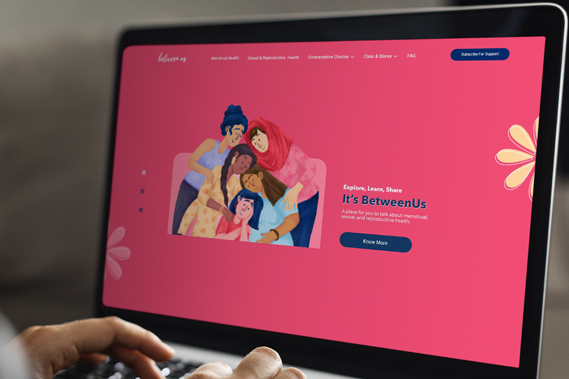 between us
Menstrual Health
Sexual & Reproductive Health
Contraceptive Choices
Clinic & Stores
FAQ
Subscribe For Support
Explore, Learn, Share
It's BetweenUs
A place for you to talk about menstrual,
sexual, and reproductive health.
Know More